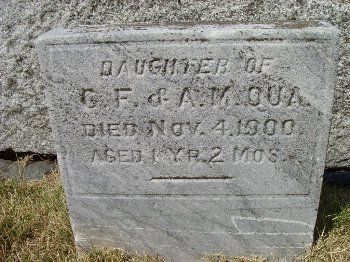 DAUGHTER OF
C. F. & A. M. QUA
DIED NOV. 4, 1900
AGED 1 YR. 2 MOS.